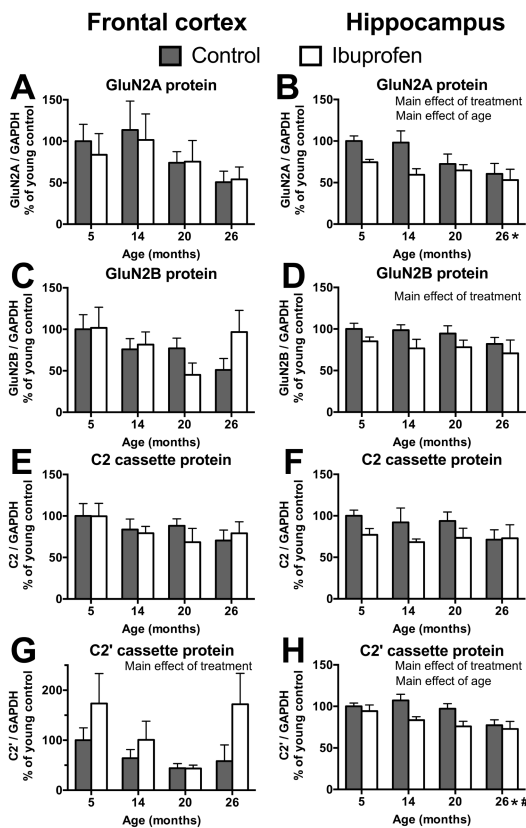 Frontal cortex Hippocampus
Control Ibuprofen
A
GluN2A protein
GluN2A / GAPDH
% of young control
150
100
50
0
5 14 20 26
Age (months)
B
GluN2A protein
Main effect of treatment
Main effect of age
GluN2A / GAPDH
% of young control
150
100
50
0
5 14 20 26 *
Age (months)
C
GluN2B protein
GluN2B / GAPDH
% of young control
150
100
50
0
5 14 20 26
Age (months)
D
GluN2B protein
Main effect of treatment
GluN2B / GAPDH
% of young control
150
100
50
0
5 14 20 26
Age (months)
E
C2 cassette protein
C2 / GAPDH
% of young control
150
100
50
0
5 14 20 26
Age (months)
F
C2 cassette protein
C2 / GAPDH
% of young control
150
100
50
0
5 14 20 26
Age (months)
G
C2' cassette protein
Main effect of treatment
C2' / GAPDH
% of young control
200
100
50
0
5 14 20 26
Age (months)
H
C2' cassette protein
Main effect of treatment
Main effect of age
C2' / GAPDH
% of young control
150
100
50
0
5 14 20 26 * #
Age (months)